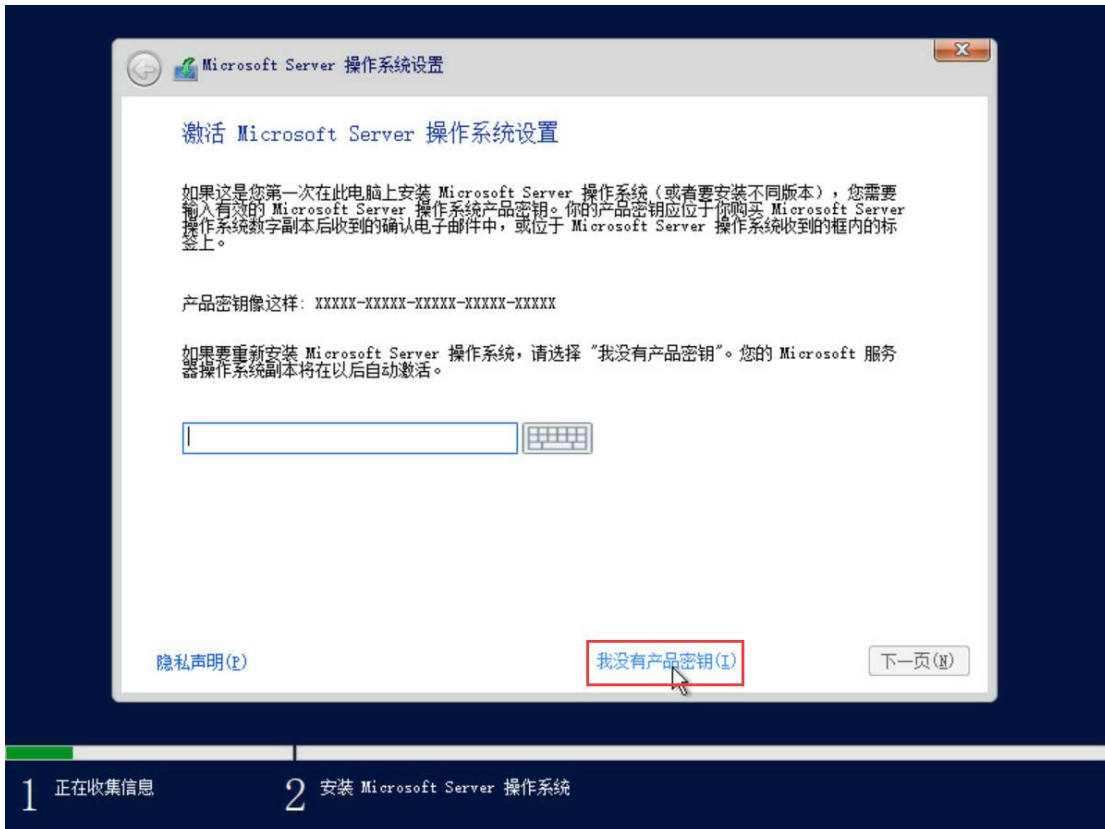 Microsoft Server 操作系统设置
激活 Microsoft Server 操作系统设置
如果这是您第一次在此电脑上安装 Microsoft Server 操作系统（或者要安装不同版本），您需要
输入有效的 Microsoft Server 操作系统产品密钥。你的产品密钥应位于你购买 Microsoft Server
操作系统数字副本后收到的确认电子邮件中，或位于 Microsoft Server 操作系统收到的框内的标
签上。
产品密钥像这样: XXXXX-XXXXX-XXXXX-XXXXX-XXXXX
如果要重新安装 Microsoft Server 操作系统，请选择 "我没有产品密钥"。您的 Microsoft 服务
器操作系统副本将在以后自动激活。
隐私声明(P) 我没有产品密钥(I) 下一页(N)
1 正在收集信息 2 安装 Microsoft Server 操作系统